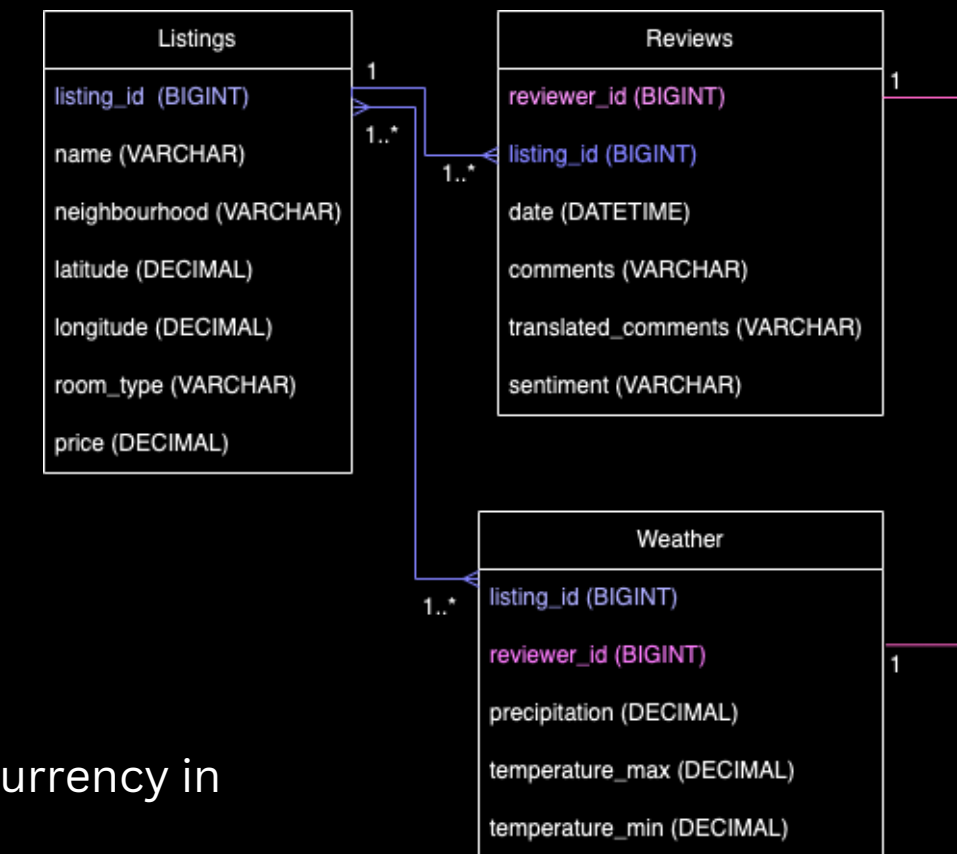 Listings
listing_id (BIGINT)
name (VARCHAR)
neighbourhood (VARCHAR)
latitude (DECIMAL)
longitude (DECIMAL)
room_type (VARCHAR)
price (DECIMAL)
1
1..*
1..*
Reviews
reviewer_id (BIGINT)
listing_id (BIGINT)
date (DATETIME)
comments (VARCHAR)
translated_comments (VARCHAR)
sentiment (VARCHAR)
1
1..*
Weather
listing_id (BIGINT)
reviewer_id (BIGINT)
precipitation (DECIMAL)
temperature_max (DECIMAL)
temperature_min (DECIMAL)
1
urrency in